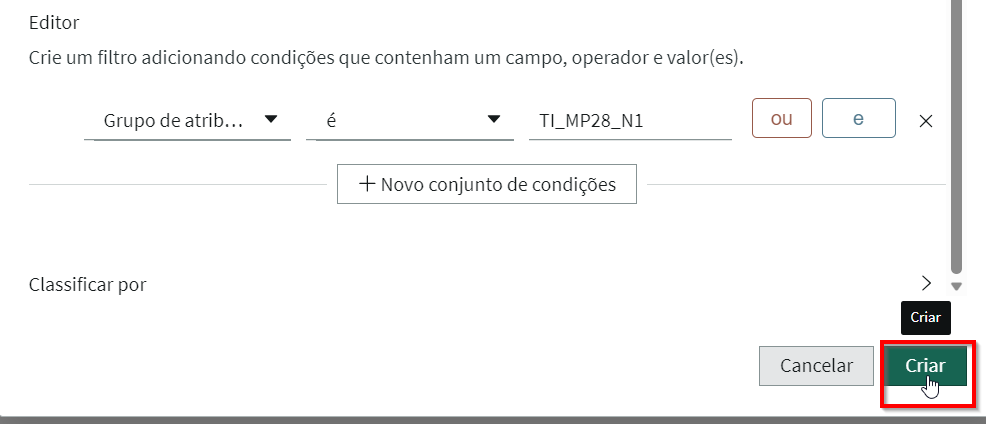 Editor
Crie um filtro adicionando condições que contenham um campo, operador e valor(es).
Grupo de atrib... é TI_MP28_N1 ou e
Novo conjunto de condições
Classificar por
Criar
Cancelar Criar